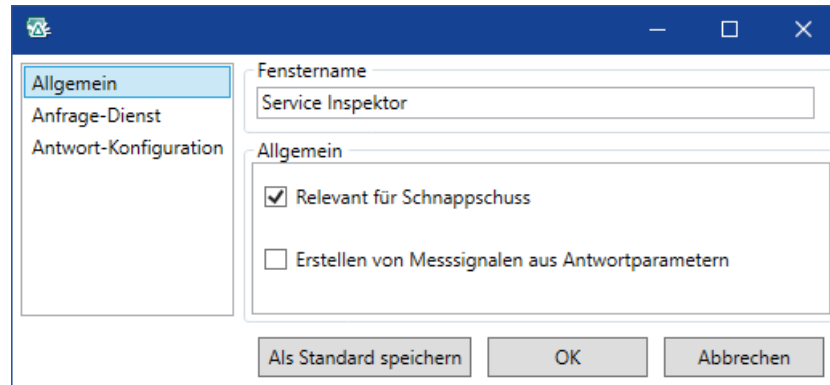 Allgemein
Anfrage-Dienst
Antwort-Konfiguration
Fenstername
Service Inspektor
Allgemein
Relevant für Schnappschuss
Erstellen von Messsignalen aus Antwortparametern
Als Standard speichern
OK
Abbrechen